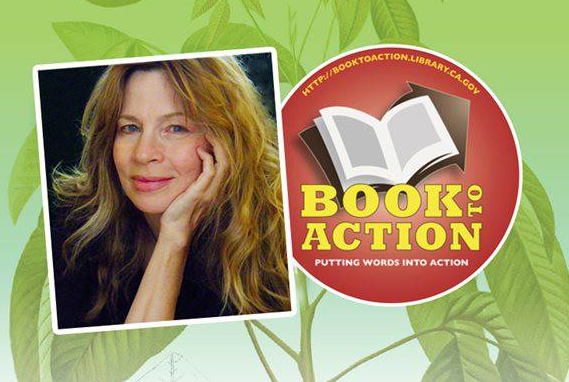 HTTP://BOOKTOACTION.LIBRARY.CA.GOV
BOOK TO
ACTION
PUTTING WORDS INTO ACTION